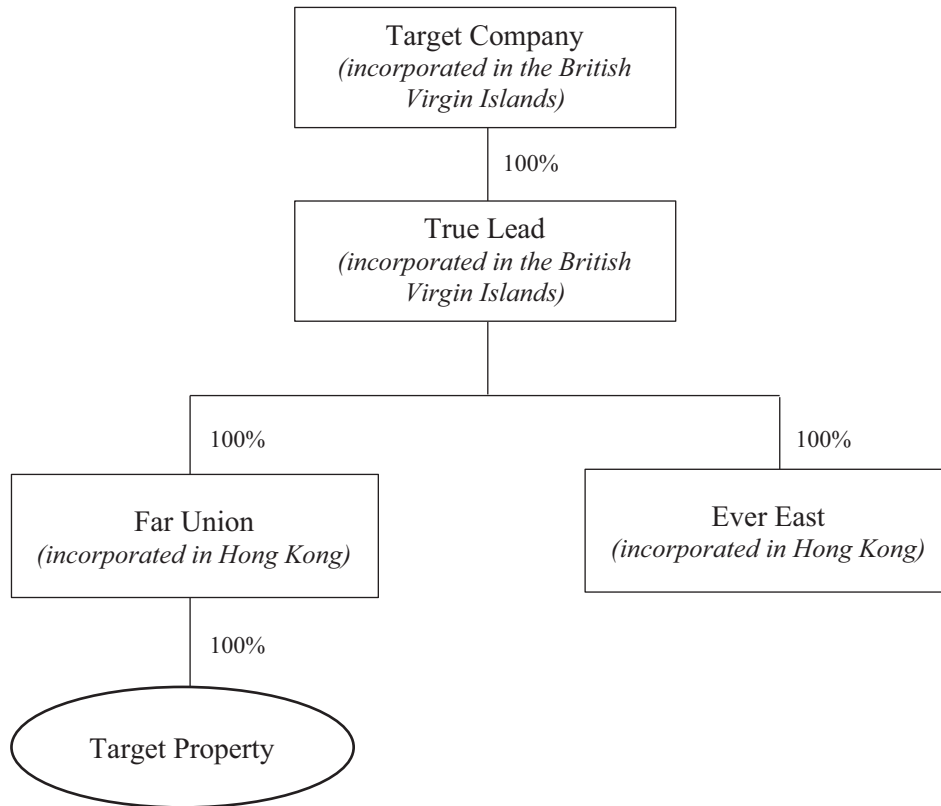 Target Company
(incorporated in the British
Virgin Islands)
100%
True Lead
(incorporated in the British
Virgin Islands)
100%
100%
Far Union
(incorporated in Hong Kong)
Ever East
(incorporated in Hong Kong)
100%
Target Property